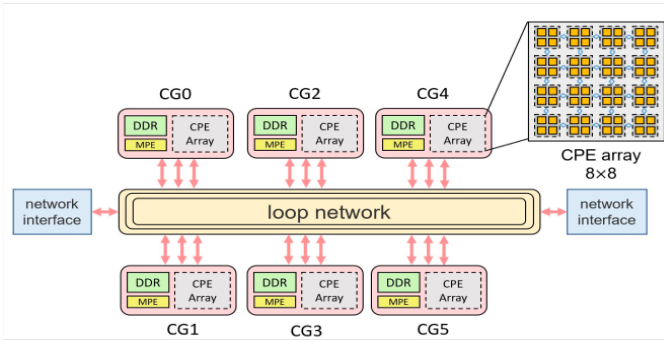 CG0
CG2
CG4
DDR
MPE
CPE
Array
DDR
MPE
CPE
Array
DDR
MPE
CPE
Array
CPE array
8×8
network
interface
loop network
network
interface
DDR
MPE
CPE
Array
DDR
MPE
CPE
Array
DDR
MPE
CPE
Array
CG1
CG3
CG5